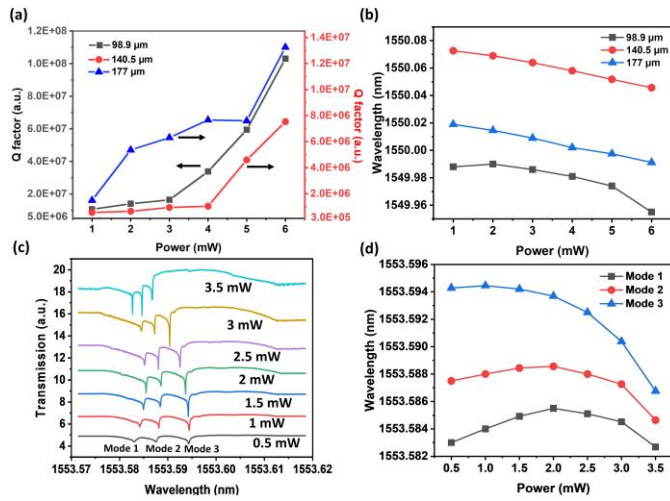 (a)
98.9 μm
140.5 μm
177 μm
Q factor (a.u.)
1.2E+08
1.0E+08
8.0E+07
6.0E+07
4.0E+07
2.0E+07
5.0E+06
1.4E+07
1.2E+07
1.0E+07
8.0E+06
6.0E+06
4.0E+06
2.0E+06
3.0E+05
Q factor (a.u.)
1 2 3 4 5 6
Power (mW)
(b)
98.9 μm
140.5 μm
177 μm
Wavelength (nm)
1550.08
1550.04
1550.00
1549.96
1 2 3 4 5 6
Power (mW)
(c)
Transmission (a.u.)
20
18
16
14
12
10
8
6
4
3.5 mW
3 mW
2.5 mW
2 mW
1.5 mW
1 mW
0.5 mW
Mode 1 Mode 2 Mode 3
1553.57 1553.58 1553.59 1553.60 1553.61 1553.62
Wavelength (nm)
(d)
Mode 1
Mode 2
Mode 3
Wavelength (nm)
1553.596
1553.594
1553.592
1553.590
1553.588
1553.586
1553.584
1553.582
0.5 1.0 1.5 2.0 2.5 3.0 3.5
Power (mW)